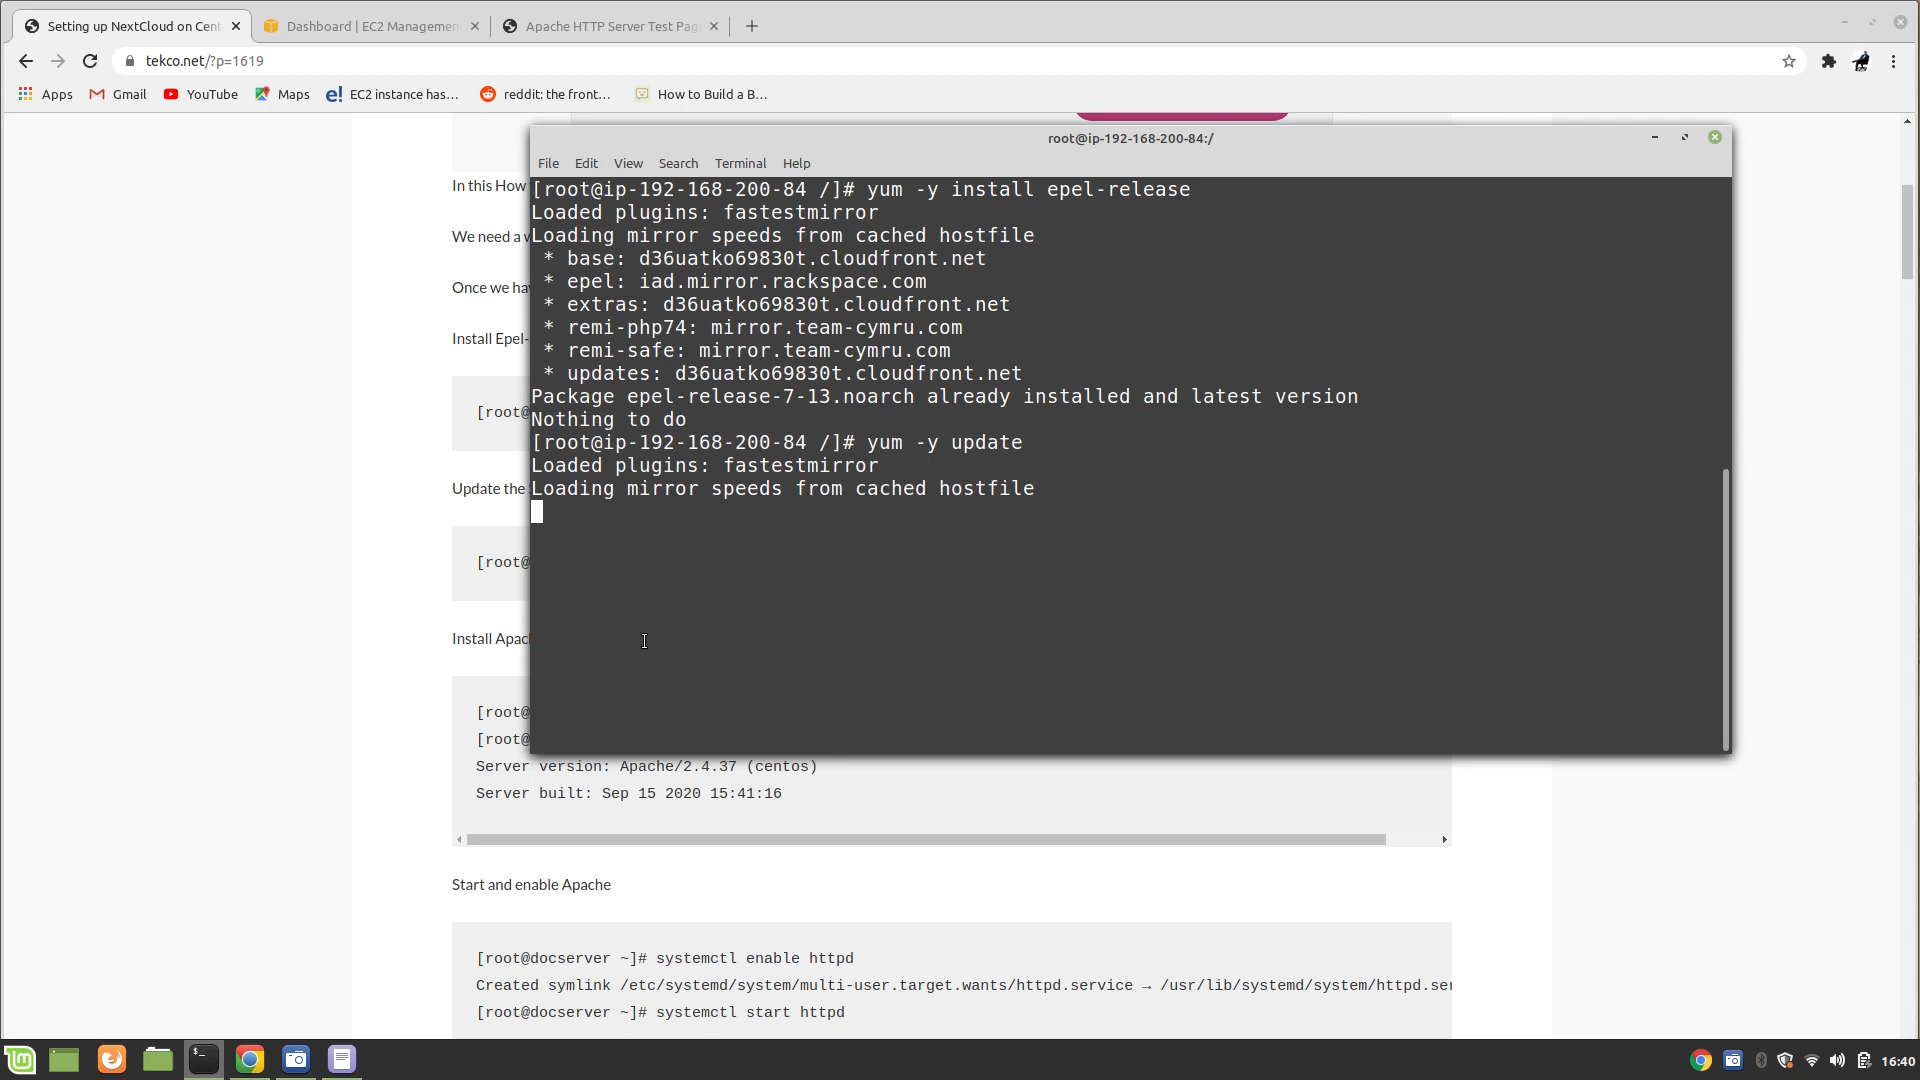 Setting up NextCloud on Cent
Dashboard | EC2 Managemen
Apache HTTP Server Test Pag
tekco.net/?p=1619
Apps
Gmail
YouTube
Maps
e! EC2 instance has...
reddit: the front...
How to Build a B...
root@ip-192-168-200-84:/
File Edit View Search Terminal Help
In this How
We need a w
Once we hav
Install Epel-
[root@
Update the S
[root@
Install Apac
[root@
[root@
[root@ip-192-168-200-84 /]# yum -y install epel-release
Loaded plugins: fastestmirror
Loading mirror speeds from cached hostfile
* base: d36uatko69830t.cloudfront.net
* epel: iad.mirror.rackspace.com
* extras: d36uatko69830t.cloudfront.net
* remi-php74: mirror.team-cymru.com
* remi-safe: mirror.team-cymru.com
* updates: d36uatko69830t.cloudfront.net
Package epel-release-7-13.noarch already installed and latest version
Nothing to do
[root@ip-192-168-200-84 /]# yum -y update
Loaded plugins: fastestmirror
Loading mirror speeds from cached hostfile
Server version: Apache/2.4.37 (centos)
Server built: Sep 15 2020 15:41:16
Start and enable Apache
[root@docserver ~]# systemctl enable httpd
Created symlink /etc/systemd/system/multi-user.target.wants/httpd.service → /usr/lib/systemd/system/httpd.ser
[root@docserver ~]# systemctl start httpd
16:40